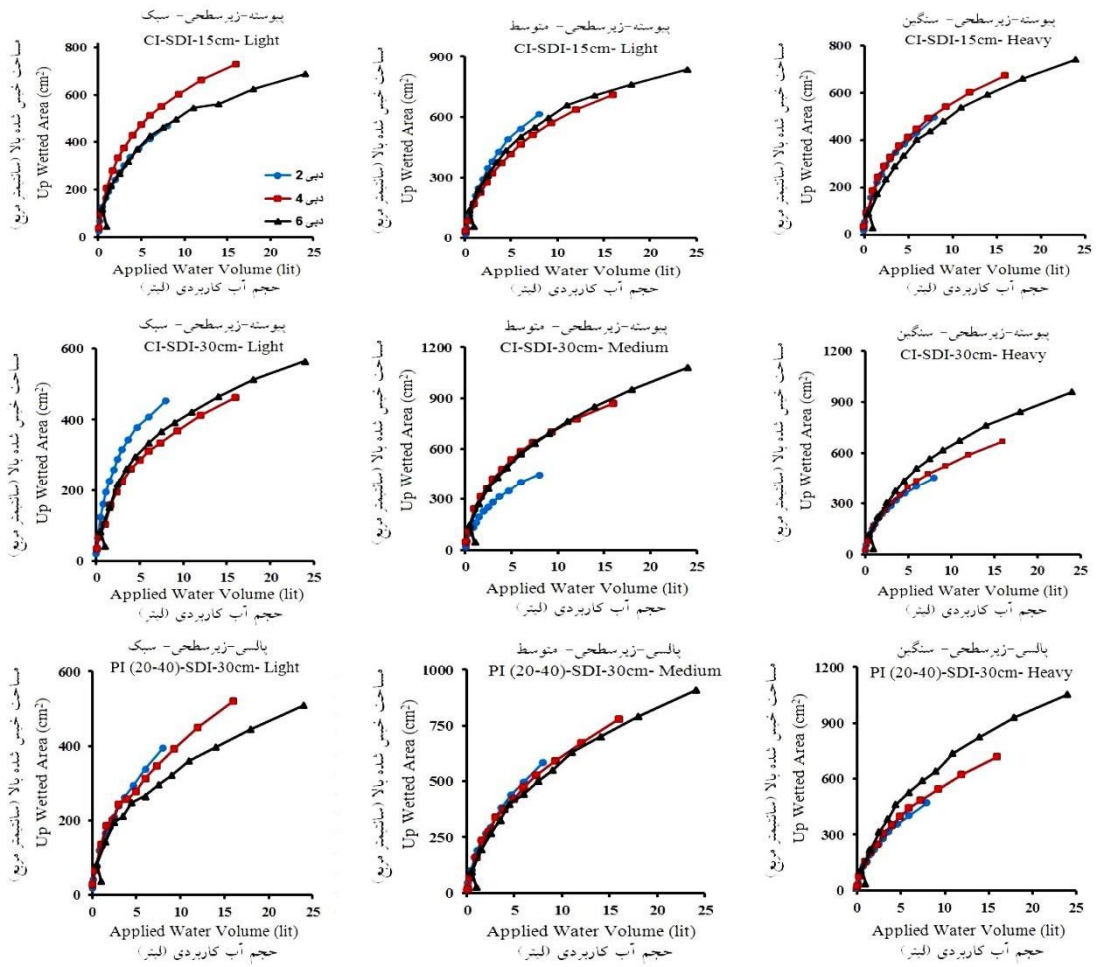 پیوسته-زیرسطحی- سبک
CI-SDI-15cm- Light
مساحت خیس شده بالا (سانتیمتر مربع)
Up Wetted Area (cm²)
800
600
400
200
0
دبی 2
دبی 4
دبی 6
0 5 10 15 20 25
Applied Water Volume (lit)
حجم آب کاربردی (لیتر)
پیوسته-زیرسطحی- متوسط
CI-SDI-15cm- Light
مساحت خیس شده بالا (سانتیمتر مربع)
Up Wetted Area (cm²)
900
600
300
0
0 5 10 15 20 25
Applied Water Volume (lit)
حجم آب کاربردی (لیتر)
پیوسته-زیرسطحی- سنگین
CI-SDI-15cm- Heavy
مساحت خیس شده بالا (سانتیمتر مربع)
Up Wetted Area (cm²)
800
600
400
200
0
0 5 10 15 20 25
Applied Water Volume (lit)
حجم آب کاربردی (لیتر)
پیوسته-زیرسطحی- سبک
CI-SDI-30cm- Light
مساحت خیس شده بالا (سانتیمتر مربع)
Up Wetted Area (cm²)
600
400
200
0
0 5 10 15 20 25
Applied Water Volume (lit)
حجم آب کاربردی (لیتر)
پیوسته-زیرسطحی- متوسط
CI-SDI-30cm- Medium
مساحت خیس شده بالا (سانتیمتر مربع)
Up Wetted Area (cm²)
1200
900
600
300
0
0 5 10 15 20 25
Applied Water Volume (lit)
حجم آب کاربردی (لیتر)
پیوسته-زیرسطحی- سنگین
CI-SDI-30cm- Heavy
مساحت خیس شده بالا (سانتیمتر مربع)
Up Wetted Area (cm²)
1200
900
600
300
0
0 5 10 15 20 25
Applied Water Volume (lit)
حجم آب کاربردی (لیتر)
پالسی-زیرسطحی- سبک
PI (20-40)-SDI-30cm- Light
مساحت خیس شده بالا (سانتیمتر مربع)
Up Wetted Area (cm²)
600
400
200
0
0 5 10 15 20 25
Applied Water Volume (lit)
حجم آب کاربردی (لیتر)
پالسی-زیرسطحی- متوسط
PI (20-40)-SDI-30cm- Medium
مساحت خیس شده بالا (سانتیمتر مربع)
Up Wetted Area (cm²)
1000
750
500
250
0
0 5 10 15 20 25
Applied Water Volume (lit)
حجم آب کاربردی (لیتر)
پالسی-زیرسطحی- سنگین
PI (20-40)-SDI-30cm- Heavy
مساحت خیس شده بالا (سانتیمتر مربع)
Up Wetted Area (cm²)
1200
900
600
300
0
0 5 10 15 20 25
Applied Water Volume (lit)
حجم آب کاربردی (لیتر)